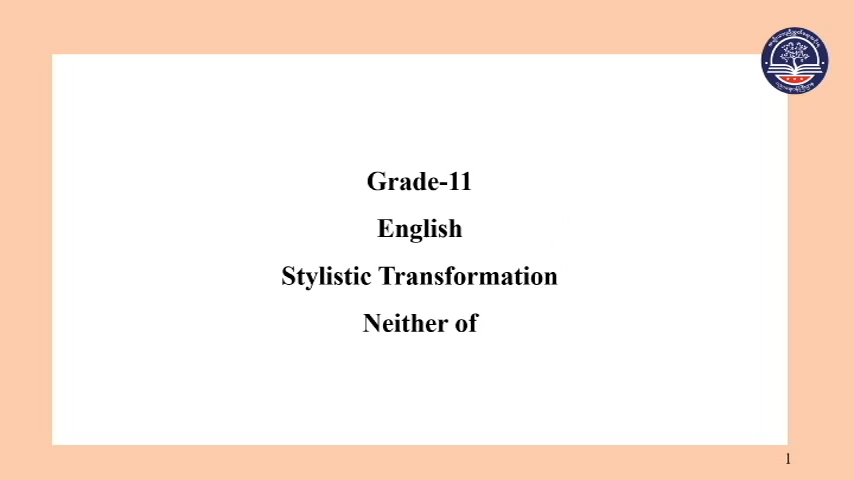 Grade-11
English
Stylistic Transformation
Neither of
1